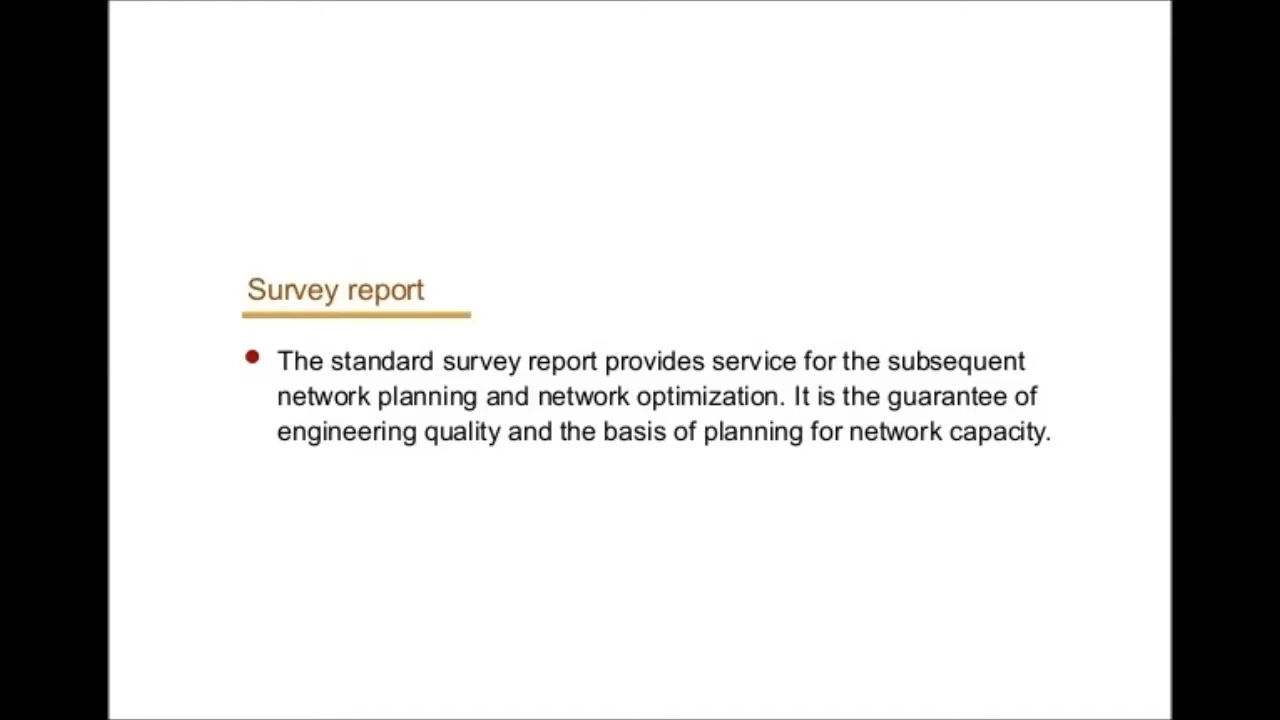 Survey report
The standard survey report provides service for the subsequent
network planning and network optimization. It is the guarantee of
engineering quality and the basis of planning for network capacity.